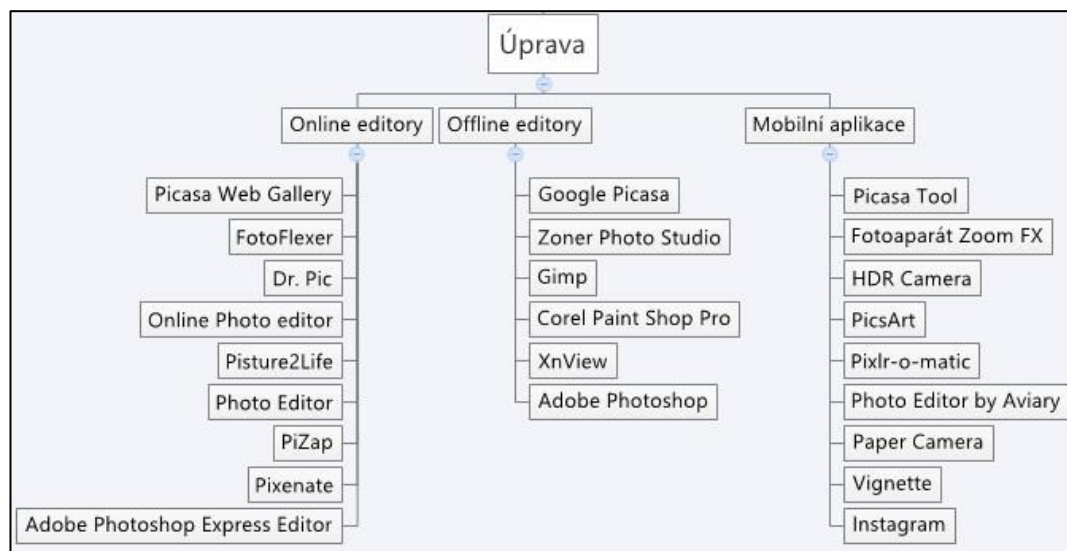 Úprava
Online editory
Picasa Web Gallery
FotoFlexer
Dr. Pic
Online Photo editor
Pisture2Life
Photo Editor
PiZap
Pixenate
Adobe Photoshop Express Editor
Offline editory
Google Picasa
Zoner Photo Studio
Gimp
Corel Paint Shop Pro
XnView
Adobe Photoshop
Mobilní aplikace
Picasa Tool
Fotoaparát Zoom FX
HDR Camera
PicsArt
Pixlr-o-matic
Photo Editor by Aviary
Paper Camera
Vignette
Instagram